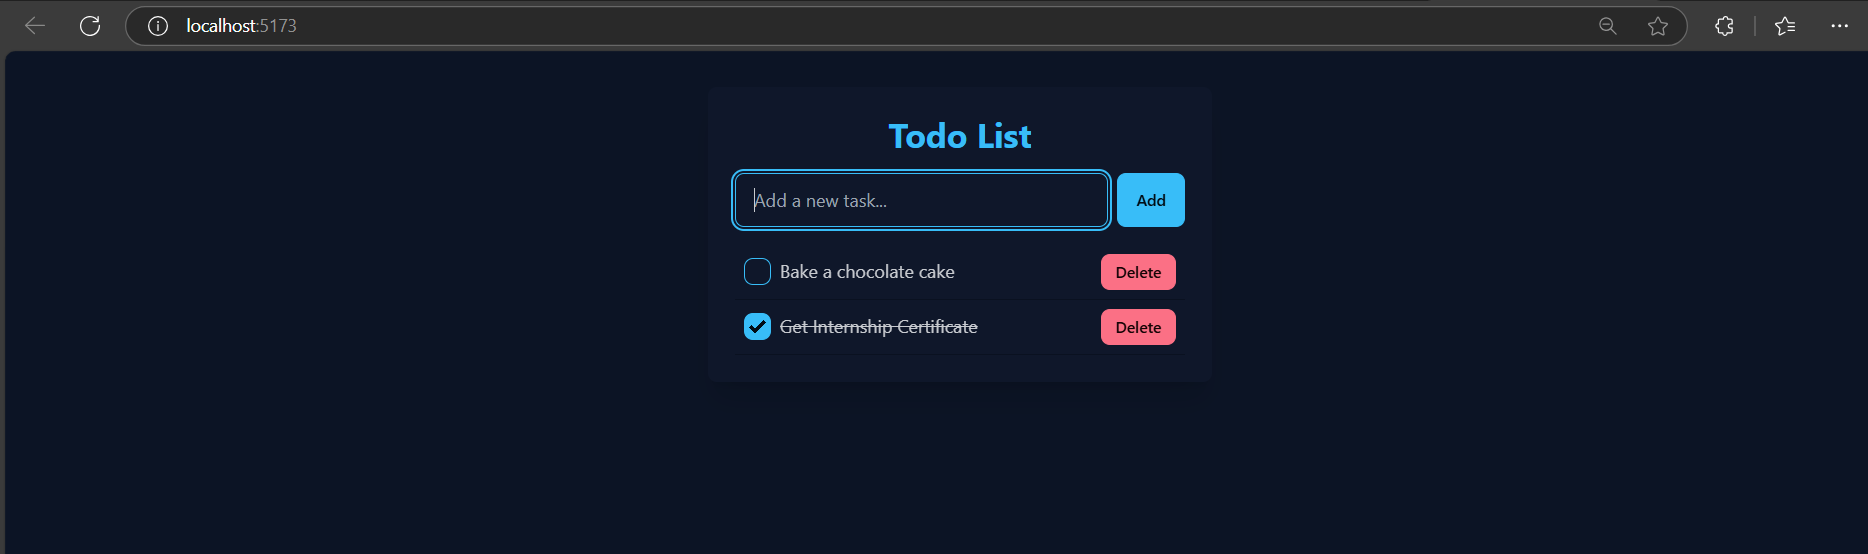 localhost:5173
Todo List
Add a new task...
Add
Bake a chocolate cake
Delete
Get Internship Certificate
Delete